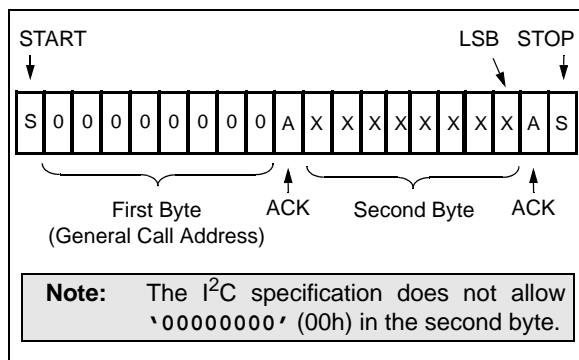 START LSB STOP
S 0 0 0 0 0 0 0 0 A X X X X X X X X A S
First Byte ACK Second Byte ACK
(General Call Address)
Note: The I²C specification does not allow
‘00000000’ (00h) in the second byte.